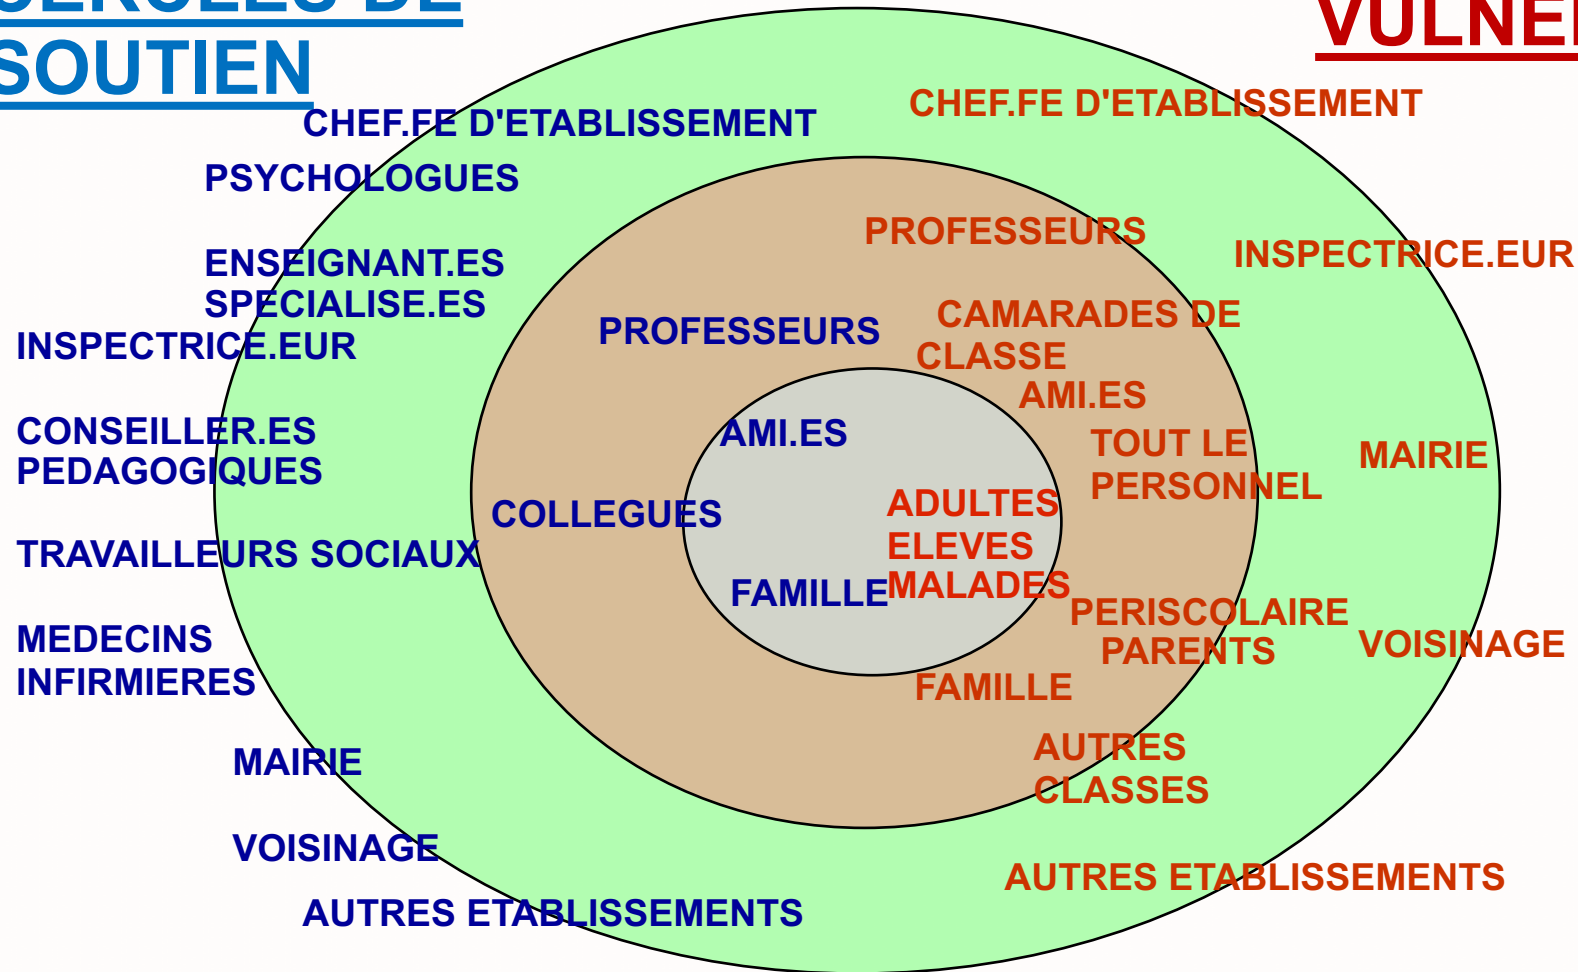 CERCLES DE
SOUTIEN
CHEF.FE D'ETABLISSEMENT
PSYCHOLOGUES
ENSEIGNANT.ES
SPECIALISE.ES
INSPECTRICE.EUR
CONSEILLER.ES
PEDAGOGIQUES
TRAVAILLEURS SOCIAUX
MEDECINS
INFIRMIERES
MAIRIE
VOISINAGE
AUTRES ETABLISSEMENTS
PROFESSEURS
COLLEGUES
AMI.ES
FAMILLE
CHEF.FE D'ETABLISSEMENT
PROFESSEURS
INSPECTRICE.EUR
CAMARADES DE
CLASSE
AMI.ES
TOUT LE
PERSONNEL
MAIRIE
ADULTES
ELEVES
MALADES
PERISCOLAIRE
PARENTS
VOISINAGE
FAMILLE
AUTRES
CLASSES
AUTRES ETABLISSEMENTS